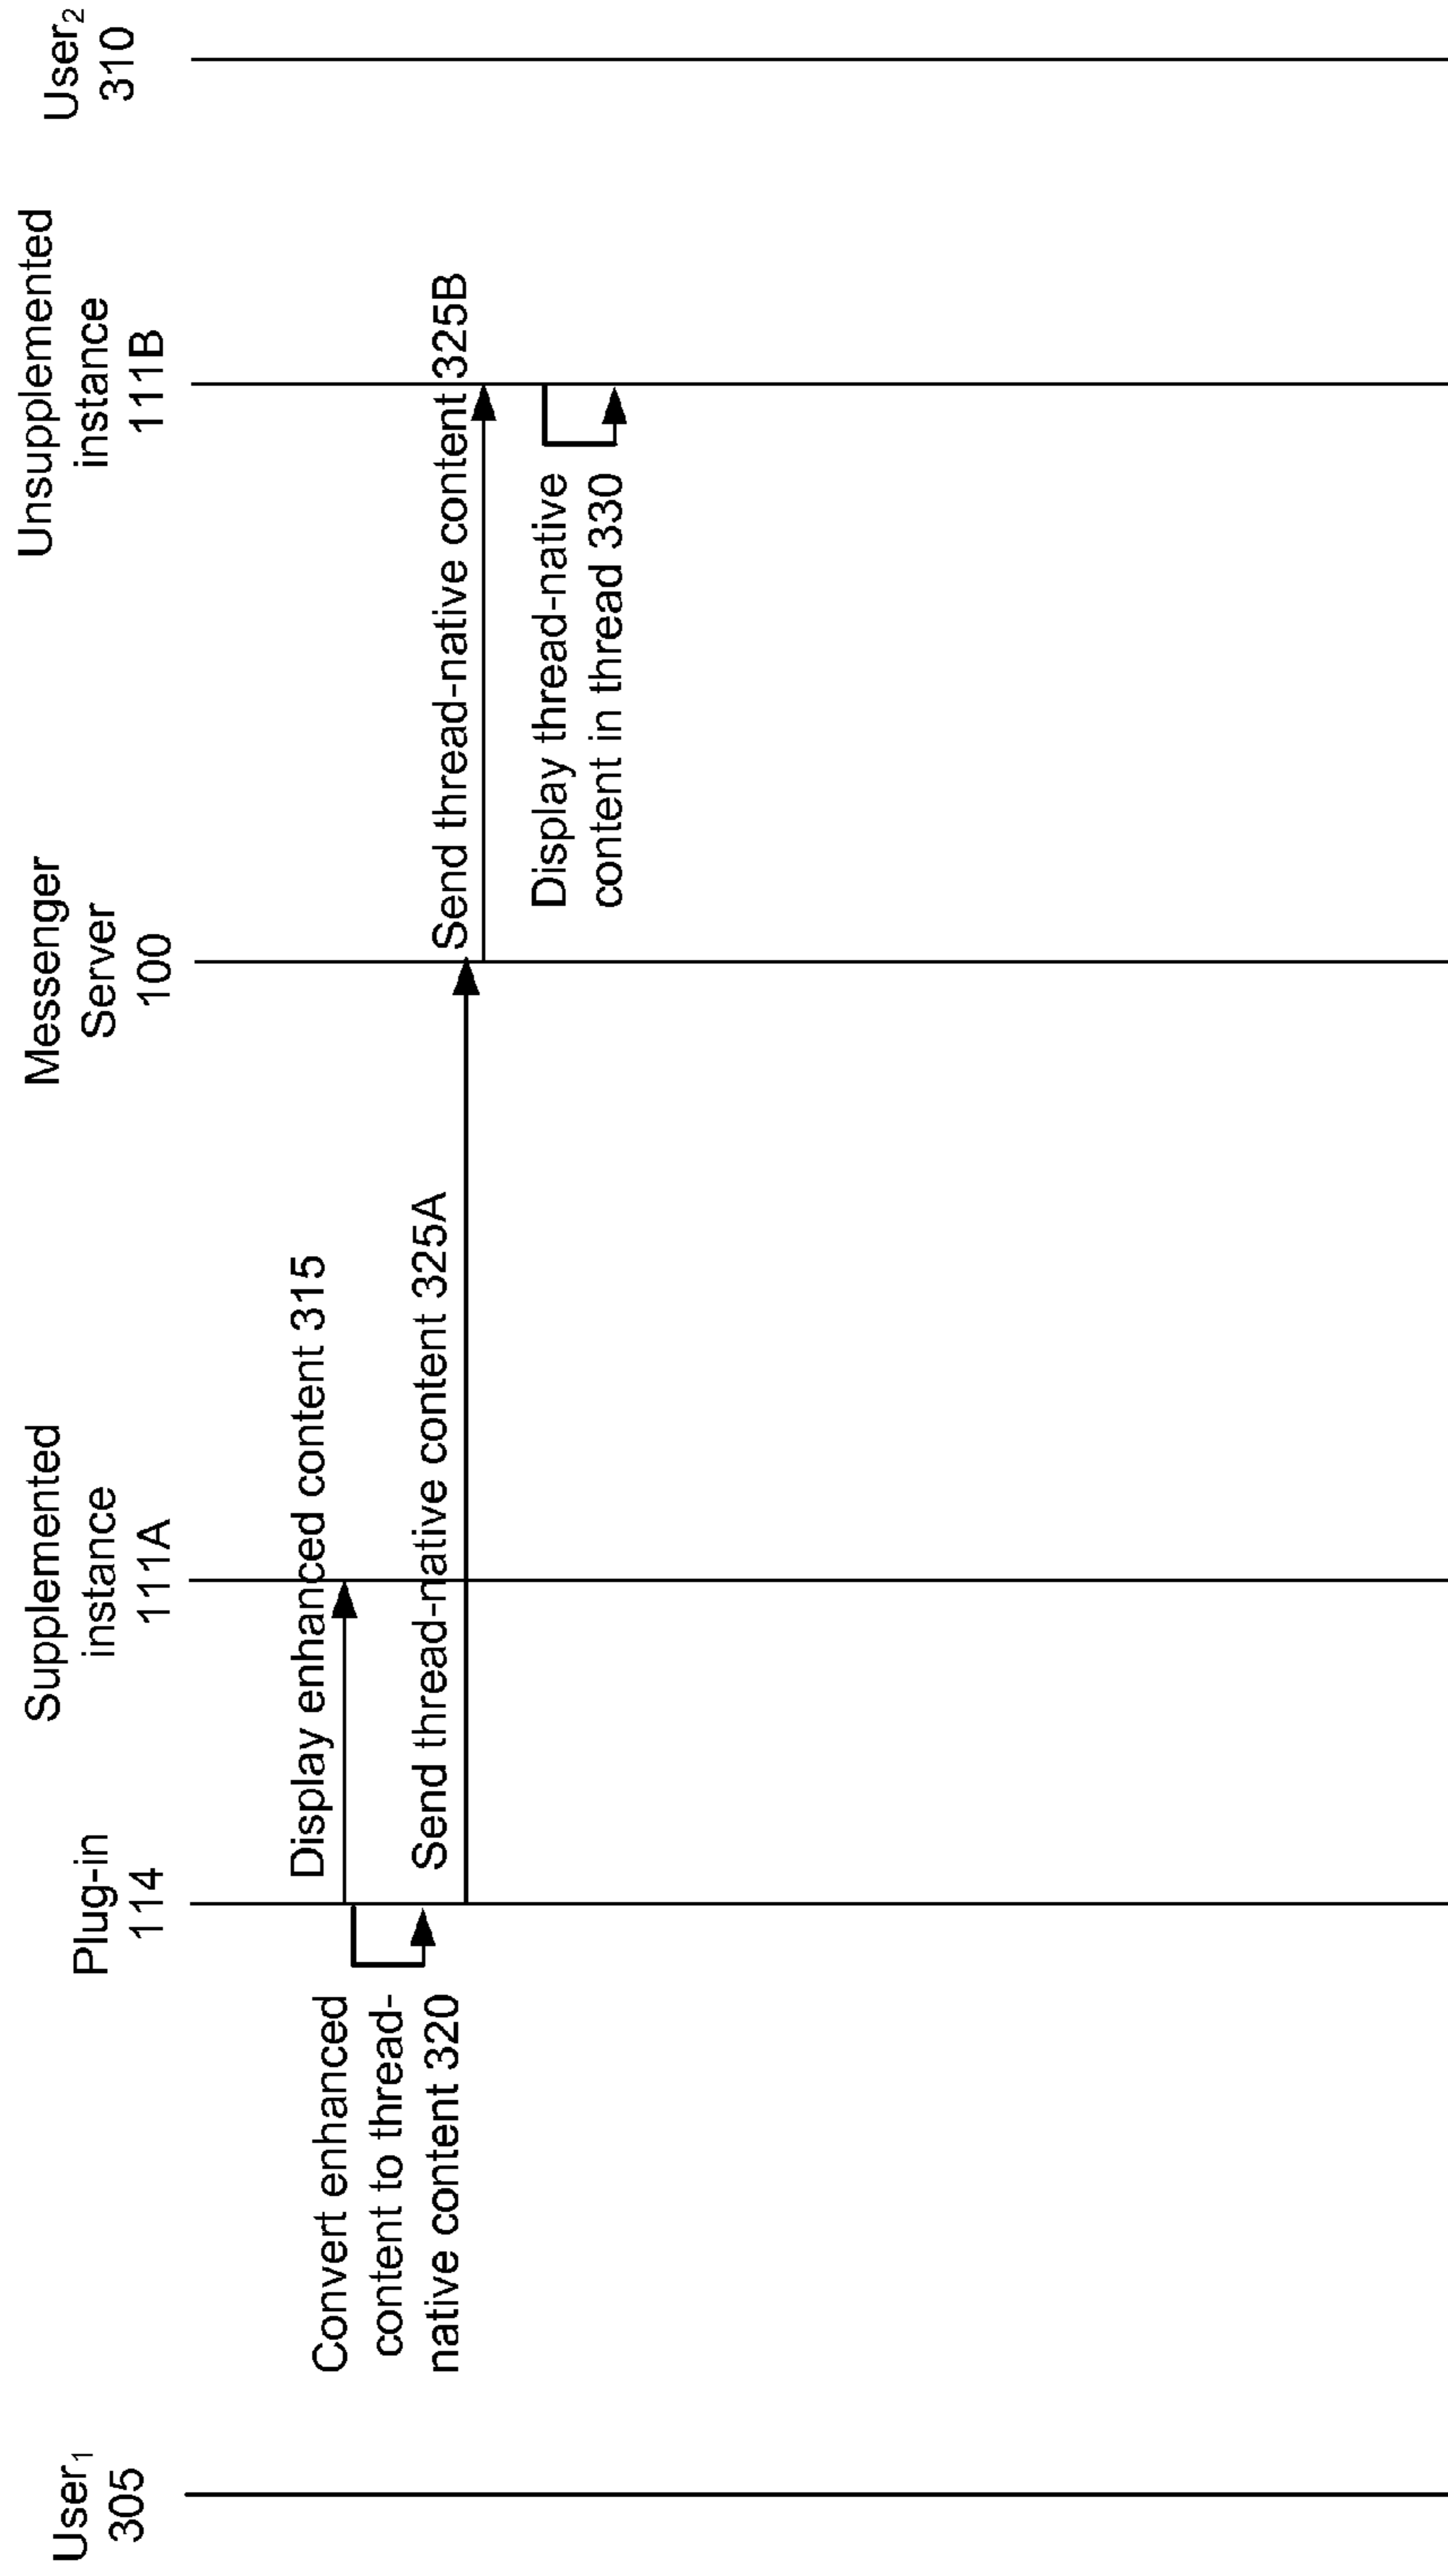 User₁
305
Plug-in
114
Supplemented
instance
111A
Messenger
Server
100
Unsupplemented
instance
111B
User₂
310
Display enhanced content 315
Convert enhanced
content to thread-
native content 320
Send thread-native content 325A
Send thread-native content 325B
Display thread-native
content in thread 330